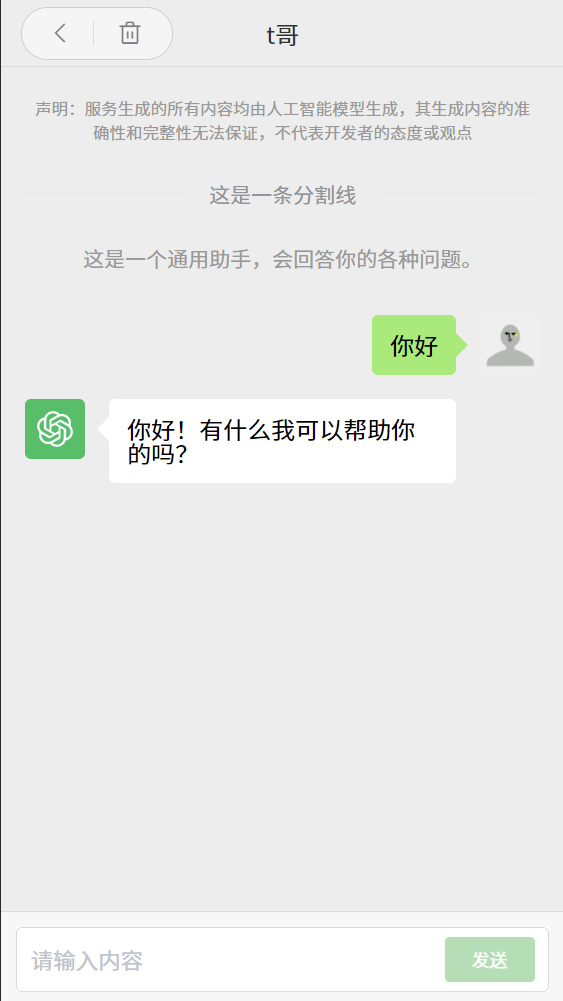 t哥
声明：服务生成的所有内容均由人工智能模型生成，其生成内容的准
确性和完整性无法保证，不代表开发者的态度或观点
这是一条分割线
这是一个通用助手，会回答你的各种问题。
你好
你好！有什么我可以帮助你
的吗？
请输入内容
发送